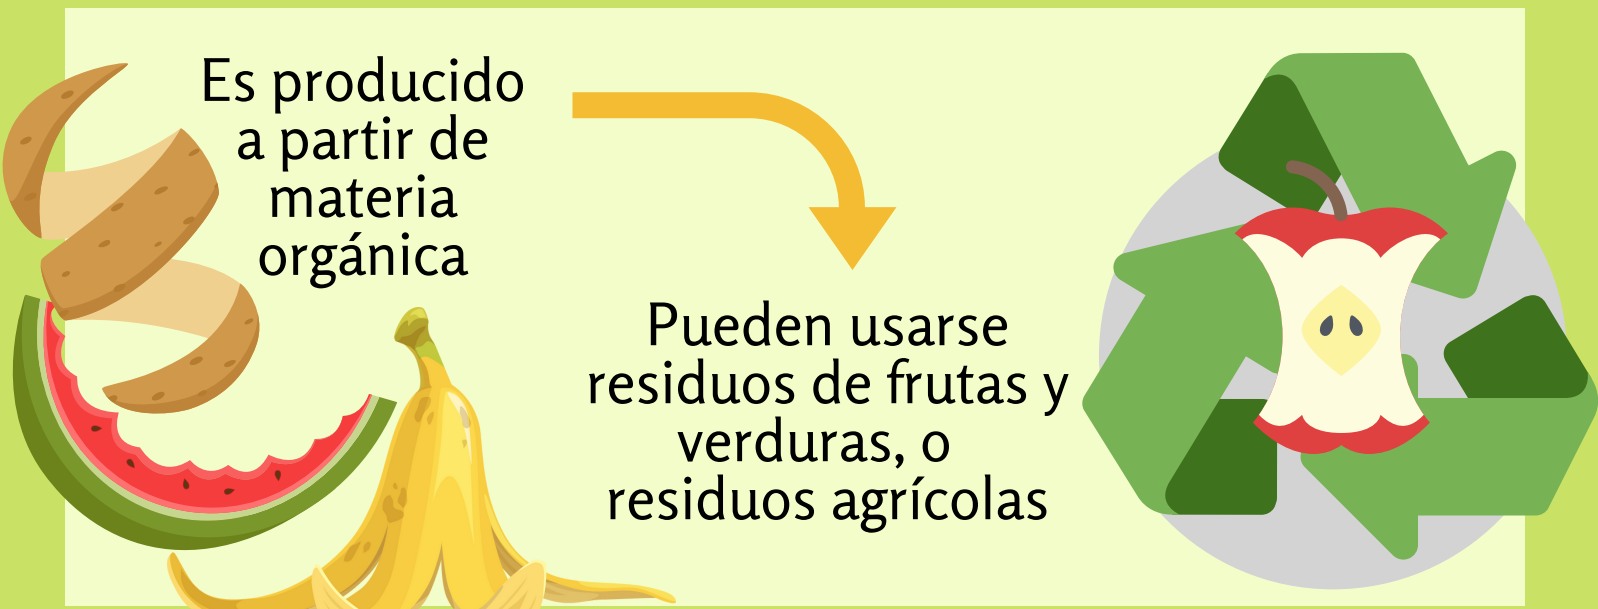 Es producido
a partir de
materia
orgánica
Pueden usarse
residuos de frutas y
verduras, o
residuos agrícolas